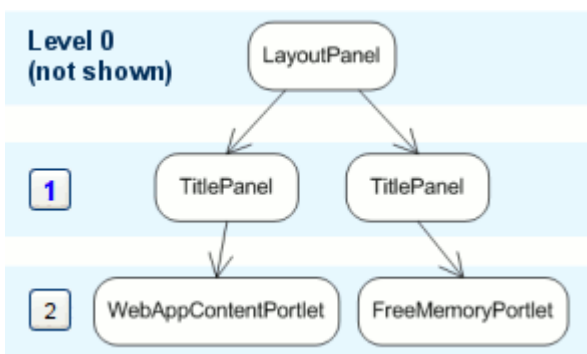 Level 0
(not shown)
LayoutPanel
1
TitlePanel
TitlePanel
2
WebAppContentPortlet
FreeMemoryPortlet